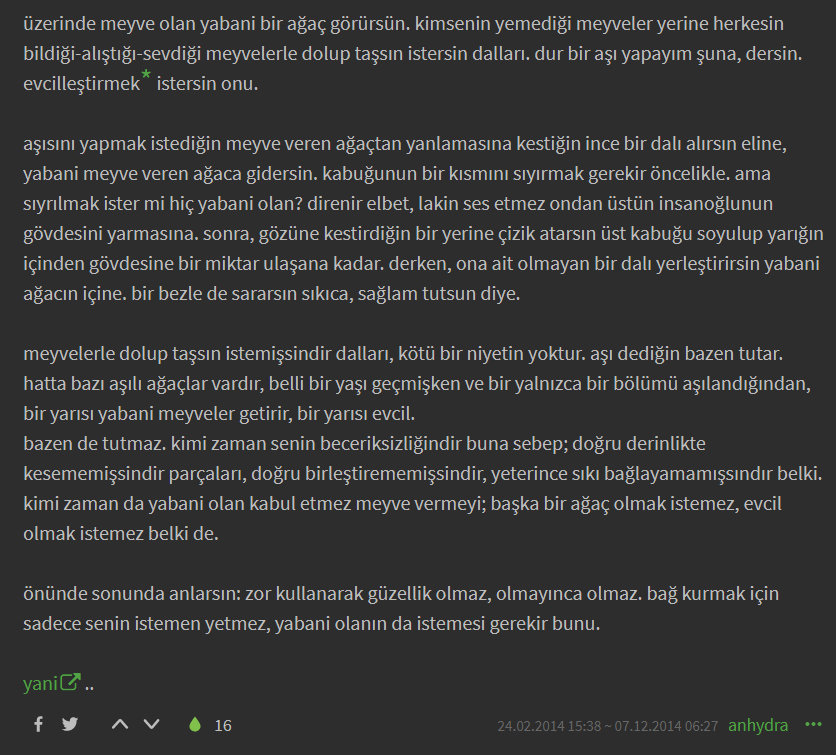 üzerinde meyve olan yabani bir ağaç görürsün. kimsenin yemediği meyveler yerine herkesin
bildiği-alıştığı-sevdiği meyvelerle dolup taşsın istersin dalları. dur bir aşı yapayım şuna, dersin.
evcilleştirmek* istersin onu.

aşısını yapmak istediğin meyve veren ağaçtan yanlamasına kestiğin ince bir dalı alırsın eline,
yabani meyve veren ağaca gidersin. kabuğunun bir kısmını sıyırmak gerekir öncelikle. ama
sıyrılmak ister mi hiç yabani olan? direnir elbet, lakin ses etmez ondan üstün insanoğlunun
gövdesini yarmasına. sonra, gözüne kestirdiğin bir yerine çizik atarsın üst kabuğu soyulup yarığın
içinden gövdesine bir miktar ulaşana kadar. derken, ona ait olmayan bir dalı yerleştirirsin yabani
ağacın içine. bir bezle de sararsın sıkıca, sağlam tutsun diye.

meyvelerle dolup taşsın istemişsindir dalları, kötü bir niyetin yoktur. aşı dediğin bazen tutar.
hatta bazı aşılı ağaçlar vardır, belli bir yaşı geçmişken ve bir yalnızca bir bölümü aşılandığından,
bir yarısı yabani meyveler getirir, bir yarısı evcil.
bazen de tutmaz. kimi zaman senin beceriksizliğindir buna sebep; doğru derinlikte
kesememişsindir parçaları, doğru birleştirememişsindir, yeterince sıkı bağlayamamışsındır belki.
kimi zaman da yabani olan kabul etmez meyve vermeyi; başka bir ağaç olmak istemez, evcil
olmak istemez belki de.

önünde sonunda anlarsın: zor kullanarak güzellik olmaz, olmayınca olmaz. bağ kurmak için
sadece senin istemen yetmez, yabani olanın da istemesi gerekir bunu.

yani ..
16 24.02.2014 15:38 ~ 07.12.2014 06:27 anhydra